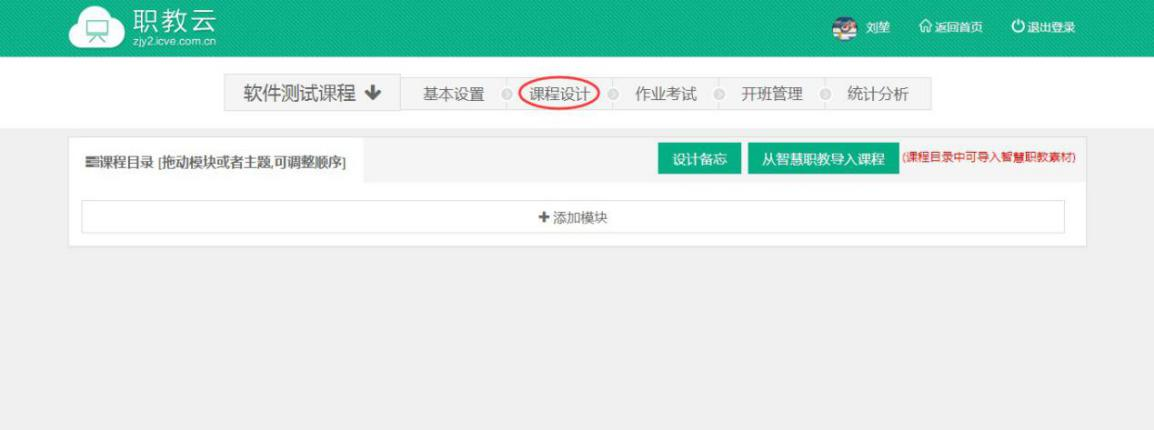 职教云
zjy2.icve.com.cn
刘堃 返回首页 退出登录
软件测试课程 基本设置 课程设计 作业考试 开班管理 统计分析
课程目录 [拖动模块或者主题,可调整顺序] 设计备忘 从智慧职教导入课程 (课程目录中可导入智慧职教素材)
+ 添加模块